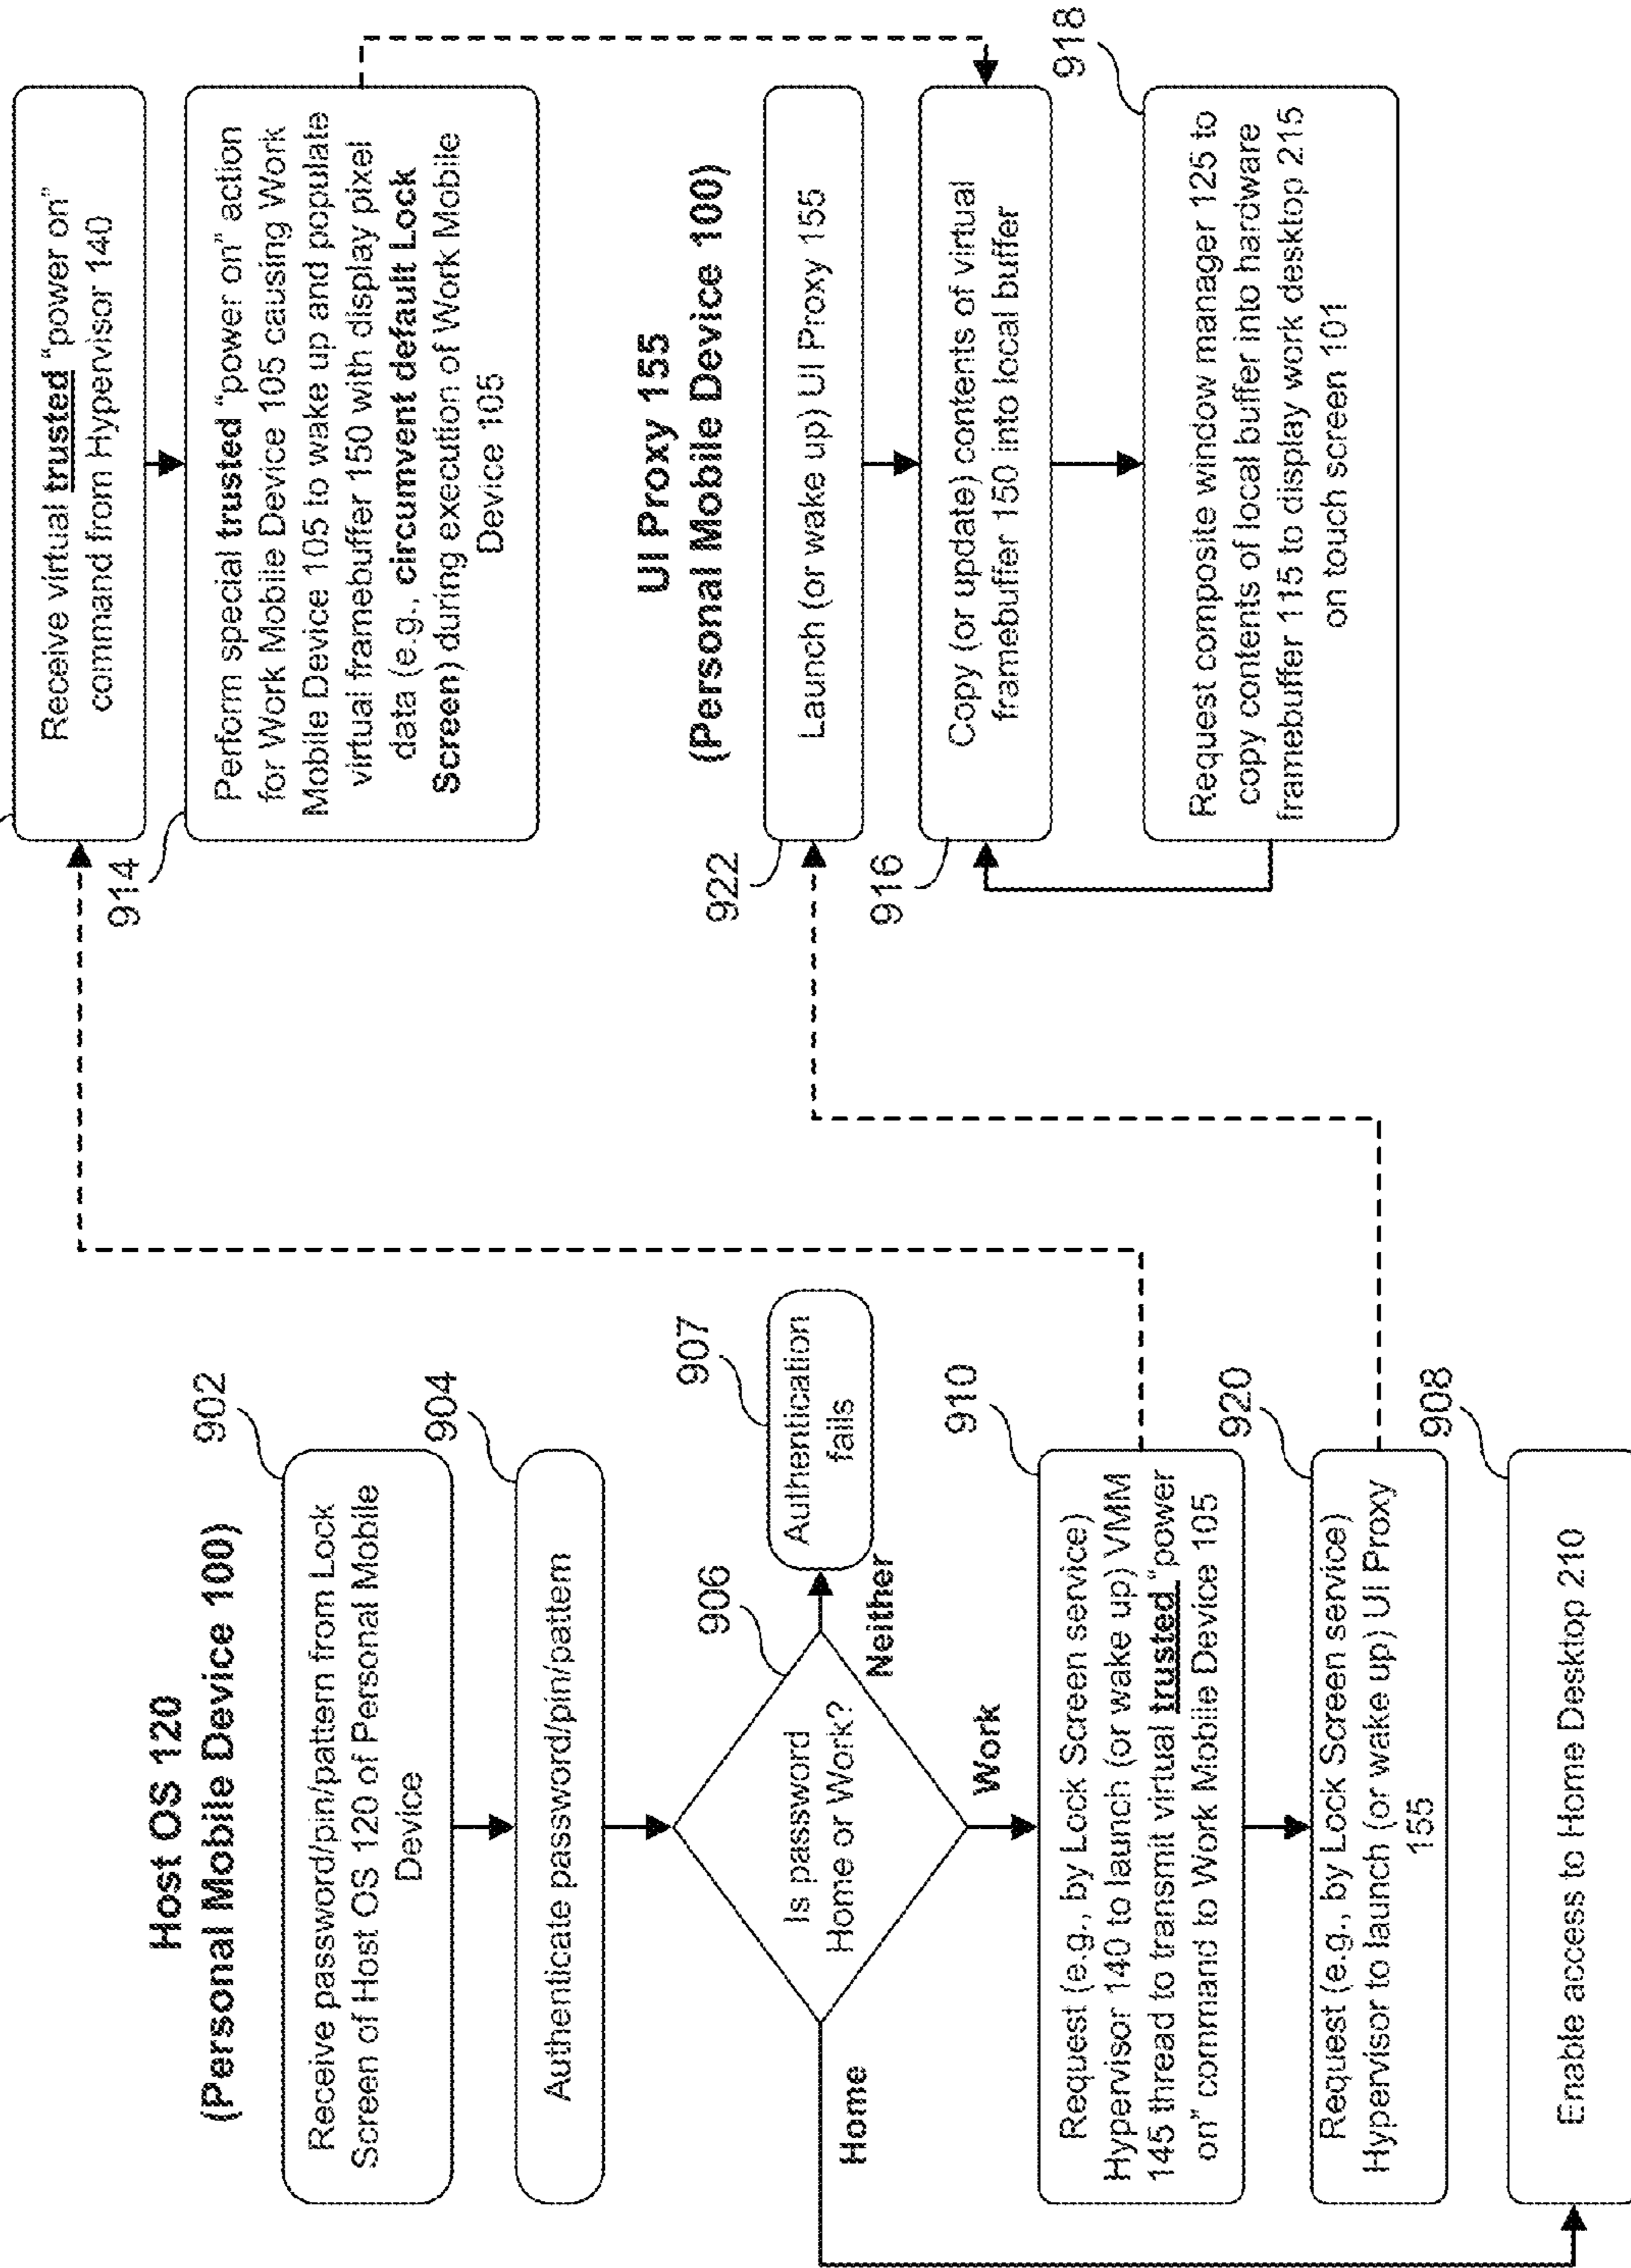 Host OS 120
(Personal Mobile Device 100)
902
Receive password/pin/pattern from Lock
Screen of Host OS 120 of Personal Mobile
Device
904
Authenticate password/pin/pattern
906
Is password
Home or Work?
Neither
907
Authentication
fails
Home
Work
910
Request (e.g., by Lock Screen service)
Hypervisor 140 to launch (or wake up) VMM
145 thread to transmit virtual trusted "power
on" command to Work Mobile Device 105
920
Request (e.g., by Lock Screen service)
Hypervisor to launch (or wake up) UI Proxy
155
908
Enable access to Home Desktop 210
Receive virtual trusted "power on"
command from Hypervisor 140
914
Perform special trusted "power on" action
for Work Mobile Device 105 causing Work
Mobile Device 105 to wake up and populate
virtual framebuffer 150 with display pixel
data (e.g., circumvent default Lock
Screen) during execution of Work Mobile
Device 105
UI Proxy 155
(Personal Mobile Device 100)
922
Launch (or wake up) UI Proxy 155
916
Copy (or update) contents of virtual
framebuffer 150 into local buffer
918
Request composite window manager 125 to
copy contents of local buffer into hardware
framebuffer 115 to display work desktop 215
on touch screen 101